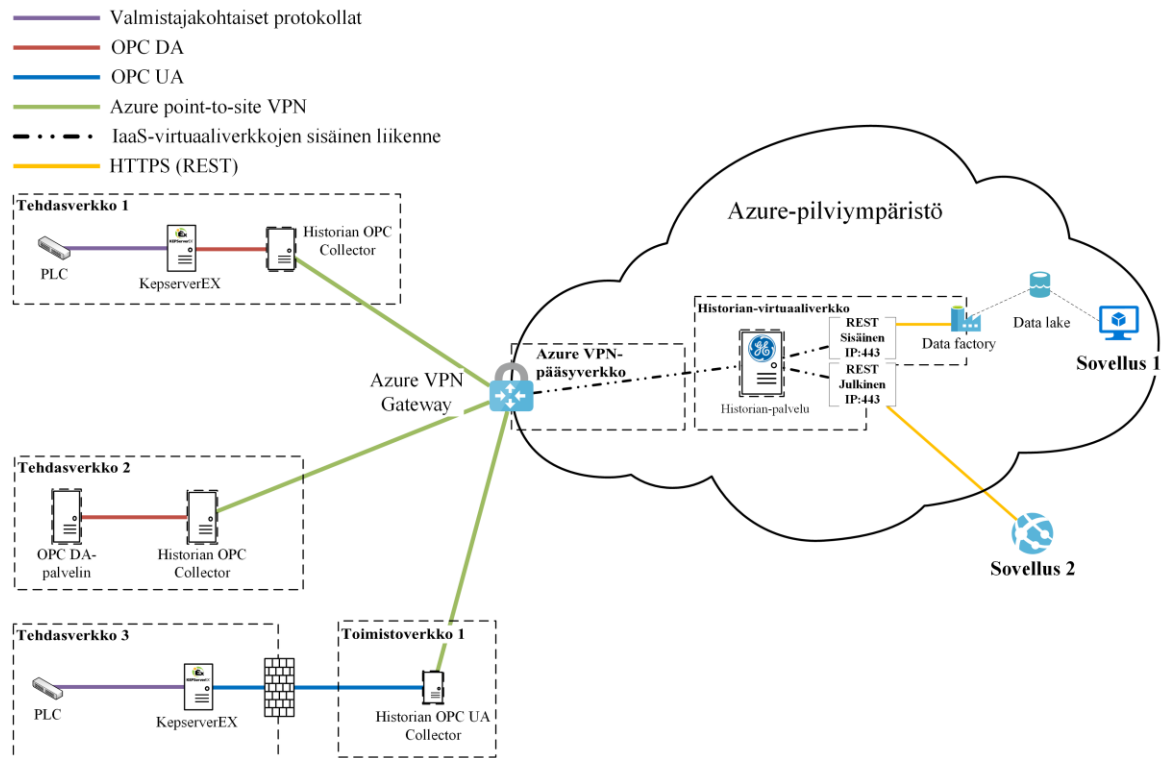 Valmistajakohtaiset protokollat
OPC DA
OPC UA
Azure point-to-site VPN
IaaS-virtuaaliverkkojen sisäinen liikenne
HTTPS (REST)
Tehdasverkko 1
PLC
KepserverEX
Historian OPC
Collector
Azure-pilviympäristö
Historian-virtuaaliverkko
REST
Sisäinen
IP:443
REST
Julkinen
IP:443
Historian-palvelu
Data factory
Data lake
Sovellus 1
Azure VPN-
pääsyverkko
Azure VPN
Gateway
Tehdasverkko 2
OPC DA-
palvelin
Historian OPC
Collector
Sovellus 2
Tehdasverkko 3
PLC
KepserverEX
Toimistoverkko 1
Historian OPC UA
Collector